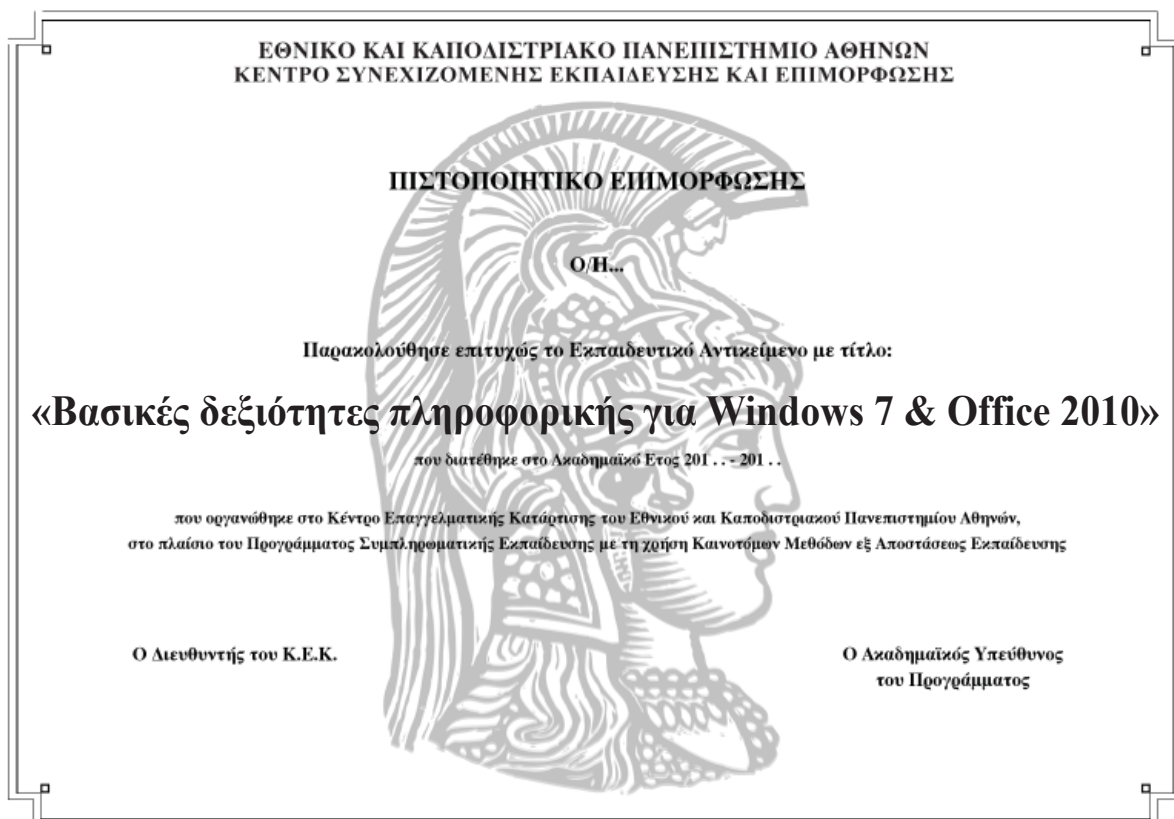 ΕΘΝΙΚΟ ΚΑΙ ΚΑΠΟΔΙΣΤΡΙΑΚΟ ΠΑΝΕΠΙΣΤΗΜΙΟ ΑΘΗΝΩΝ
ΚΕΝΤΡΟ ΣΥΝΕΧΙΖΟΜΕΝΗΣ ΕΚΠΑΙΔΕΥΣΗΣ ΚΑΙ ΕΠΙΜΟΡΦΩΣΗΣ
ΠΙΣΤΟΠΟΙΗΤΙΚΟ ΕΠΙΜΟΡΦΩΣΗΣ
Ο/Η...
Παρακολούθησε επιτυχώς το Εκπαιδευτικό Αντικείμενο με τίτλο:
«Βασικές δεξιότητες πληροφορικής για Windows 7 & Office 2010»
που διατέθηκε στο Ακαδημαϊκό Ετος 201 . . - 201 . .
που οργανώθηκε στο Κέντρο Επαγγελματικής Κατάρτισης του Εθνικού και Καποδιστριακού Πανεπιστημίου Αθηνών,
στο πλαίσιο του Προγράμματος Συμπληρωματικής Εκπαίδευσης με τη χρήση Καινοτόμων Μεθόδων εξ Αποστάσεως Εκπαίδευσης
Ο Διευθυντής του Κ.Ε.Κ.
Ο Ακαδημαϊκός Υπεύθυνος
του Προγράμματος